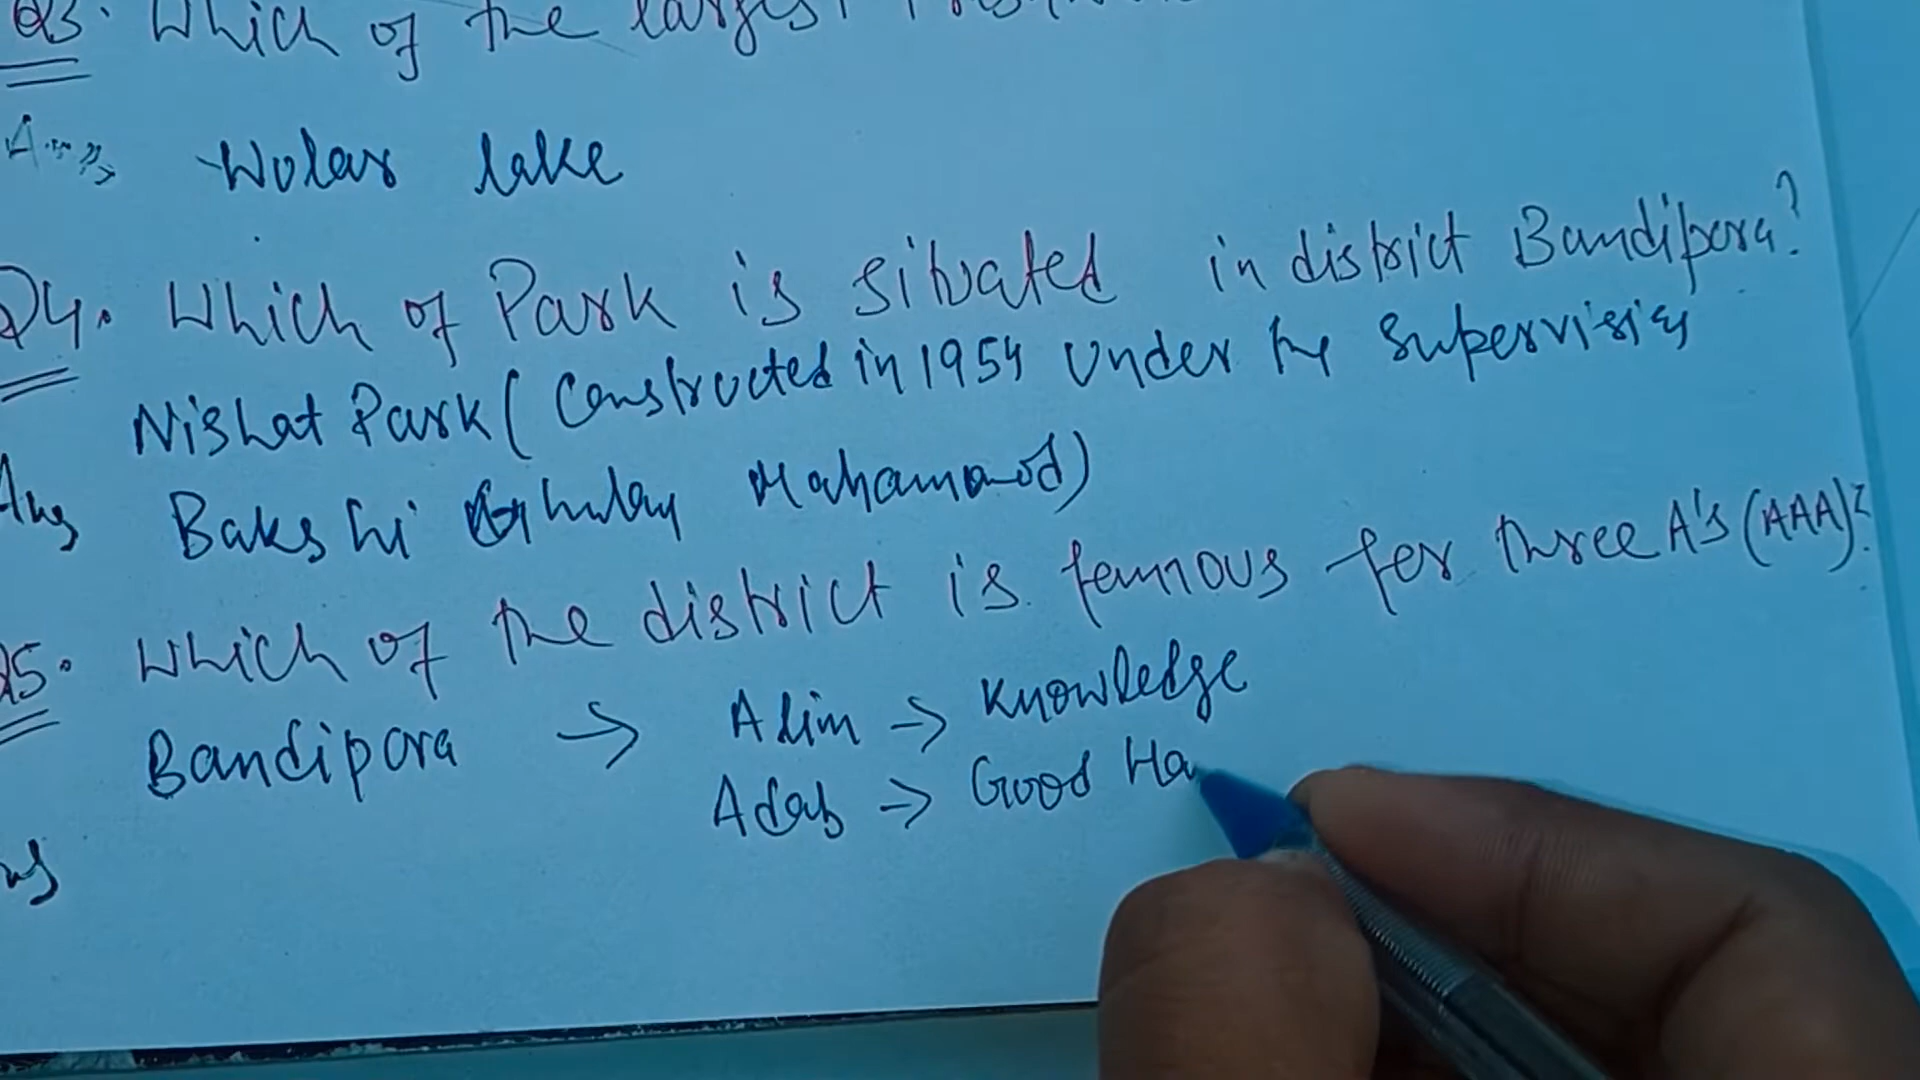 Q3. Which of the largest
Ans Wular lake
Q4. Which of Park is situated in district Bandipora?
Nishat Park (Constructed in 1954 under the supervision
Ans Bakshi Ghulam Mahamamod)
Q5. Which of the district is famous for three A's (AAA)?
Bandipora → Alim → Knowledge
Adab → Good Ha